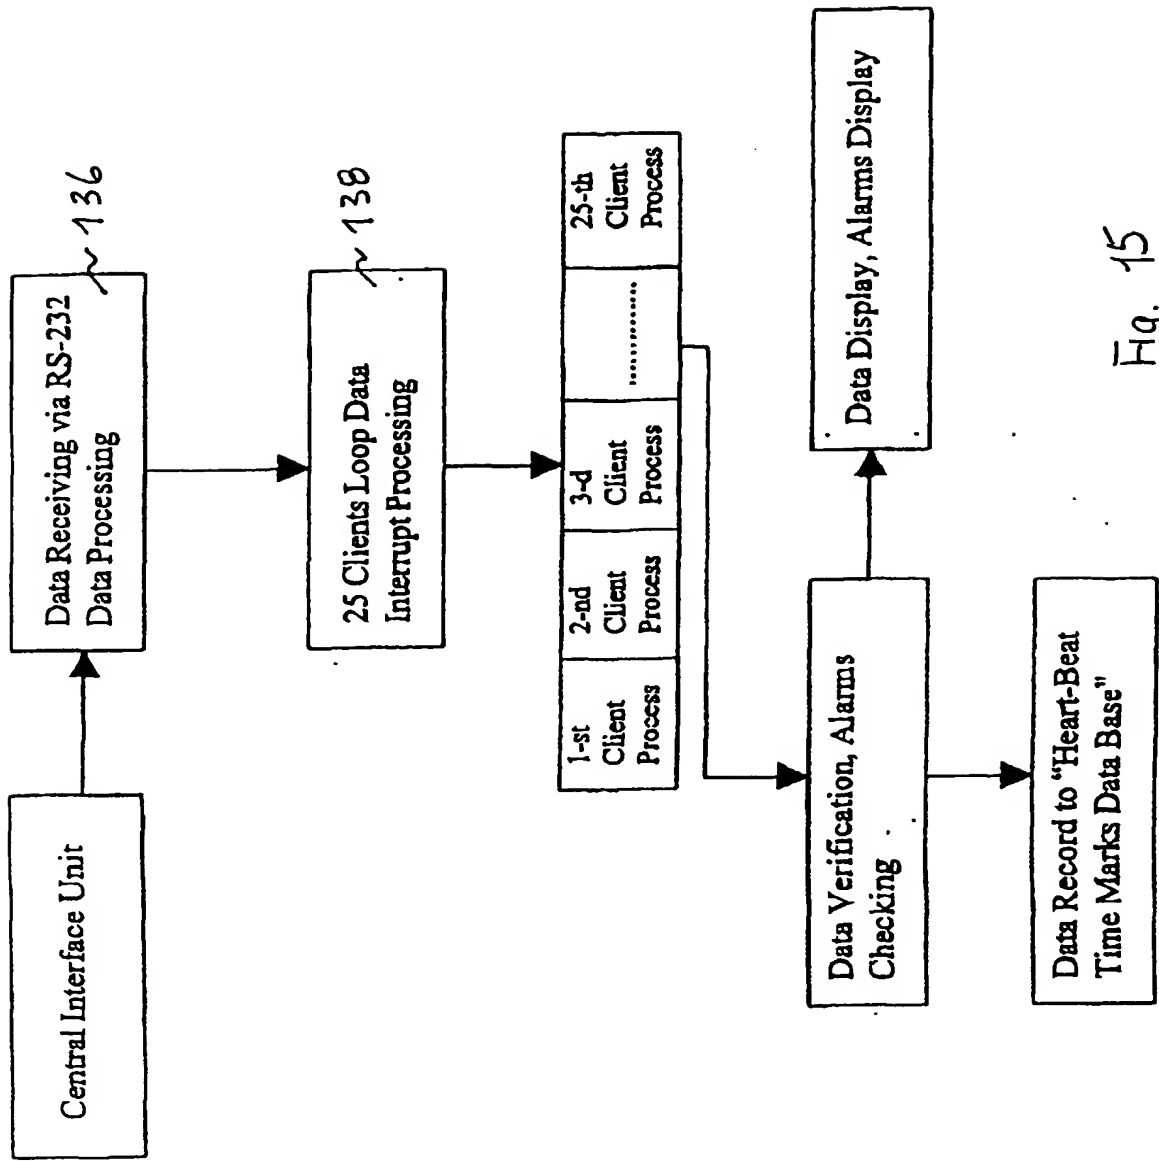 Central Interface Unit
Data Receiving via RS-232
Data Processing
136
25 Clients Loop Data
Interrupt Processing
138
1-st
Client
Process
2-nd
Client
Process
3-d
Client
Process
..............
25-th
Client
Process
Data Verification, Alarms
Checking
Data Display, Alarms Display
Data Record to “Heart-Beat
Time Marks Data Base”
Fig. 15